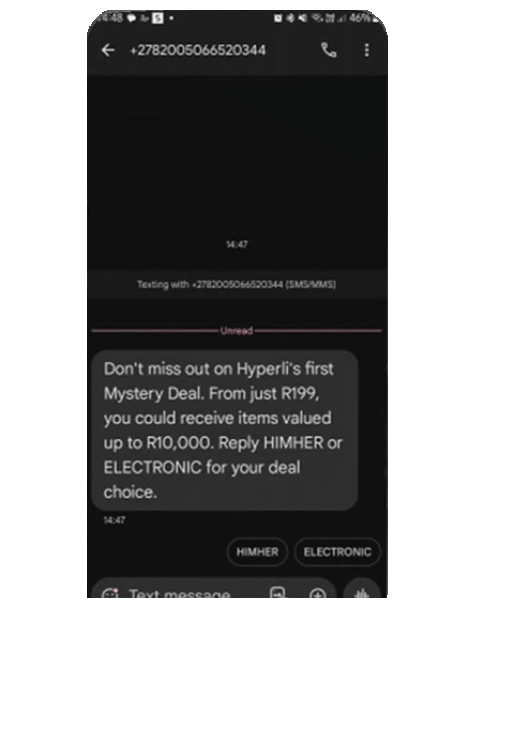 14:48 46%
+2782005066520344
14:47
Texting with +2782005066520344 (SMS/MMS)
Unread
Don't miss out on Hyperli's first
Mystery Deal. From just R199,
you could receive items valued
up to R10,000. Reply HIMHER or
ELECTRONIC for your deal
choice.
14:47
HIMHER ELECTRONIC
Text message